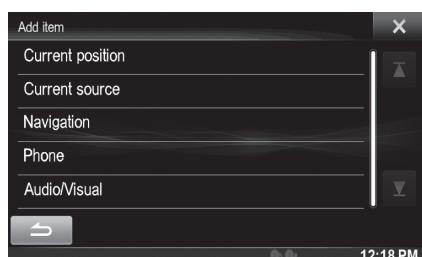 Add item
Current position
Current source
Navigation
Phone
Audio/Visual
12:18 PM